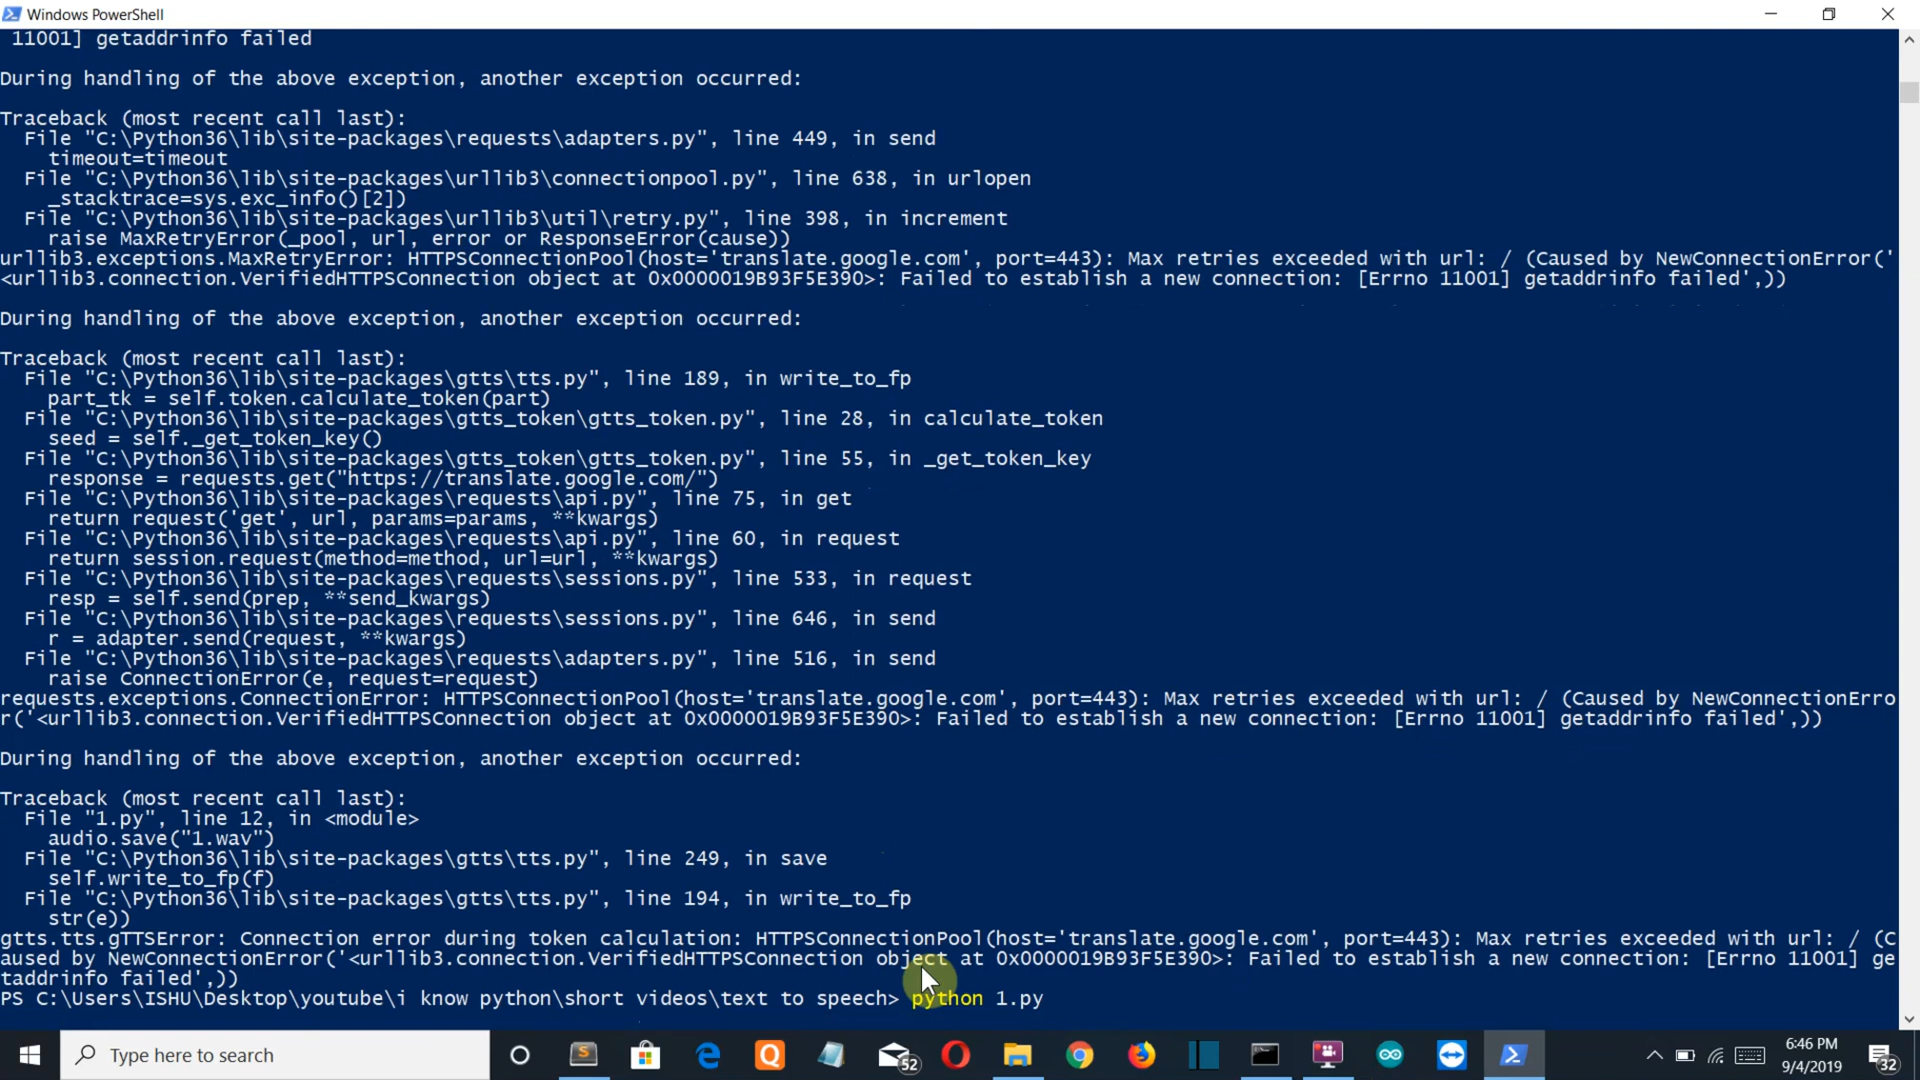 Windows PowerShell
11001] getaddrinfo failed
During handling of the above exception, another exception occurred:
Traceback (most recent call last):
File "C:\Python36\lib\site-packages\requests\adapters.py", line 449, in send
timeout=timeout
File "C:\Python36\lib\site-packages\urllib3\connectionpool.py", line 638, in urlopen
_stacktrace=sys.exc_info()[2])
File "C:\Python36\lib\site-packages\urllib3\util\retry.py", line 398, in increment
raise MaxRetryError(_pool, url, error or ResponseError(cause))
urllib3.exceptions.MaxRetryError: HTTPSConnectionPool(host='translate.google.com', port=443): Max retries exceeded with url: / (Caused by NewConnectionError('
<urllib3.connection.VerifiedHTTPSConnection object at 0x0000019B93F5E390>: Failed to establish a new connection: [Errno 11001] getaddrinfo failed',))
During handling of the above exception, another exception occurred:
Traceback (most recent call last):
File "C:\Python36\lib\site-packages\gtts\tts.py", line 189, in write_to_fp
part_tk = self.token.calculate_token(part)
File "C:\Python36\lib\site-packages\gtts_token\gtts_token.py", line 28, in calculate_token
seed = self._get_token_key()
File "C:\Python36\lib\site-packages\gtts_token\gtts_token.py", line 55, in _get_token_key
response = requests.get("https://translate.google.com/")
File "C:\Python36\lib\site-packages\requests\api.py", line 75, in get
return request('get', url, params=params, **kwargs)
File "C:\Python36\lib\site-packages\requests\api.py", line 60, in request
return session.request(method=method, url=url, **kwargs)
File "C:\Python36\lib\site-packages\requests\sessions.py", line 533, in request
resp = self.send(prep, **send_kwargs)
File "C:\Python36\lib\site-packages\requests\sessions.py", line 646, in send
r = adapter.send(request, **kwargs)
File "C:\Python36\lib\site-packages\requests\adapters.py", line 516, in send
raise ConnectionError(e, request=request)
requests.exceptions.ConnectionError: HTTPSConnectionPool(host='translate.google.com', port=443): Max retries exceeded with url: / (Caused by NewConnectionErro
r('<urllib3.connection.VerifiedHTTPSConnection object at 0x0000019B93F5E390>: Failed to establish a new connection: [Errno 11001] getaddrinfo failed',))
During handling of the above exception, another exception occurred:
Traceback (most recent call last):
File "1.py", line 12, in <module>
audio.save("1.wav")
File "C:\Python36\lib\site-packages\gtts\tts.py", line 249, in save
self.write_to_fp(f)
File "C:\Python36\lib\site-packages\gtts\tts.py", line 194, in write_to_fp
str(e))
gtts.tts.gTTSError: Connection error during token calculation: HTTPSConnectionPool(host='translate.google.com', port=443): Max retries exceeded with url: / (C
aused by NewConnectionError('<urllib3.connection.VerifiedHTTPSConnection object at 0x0000019B93F5E390>: Failed to establish a new connection: [Errno 11001] ge
taddrinfo failed',))
PS C:\Users\ISHU\Desktop\youtube\i know python\short videos\text to speech> python 1.py
Type here to search
52
6:46 PM
9/4/2019
32